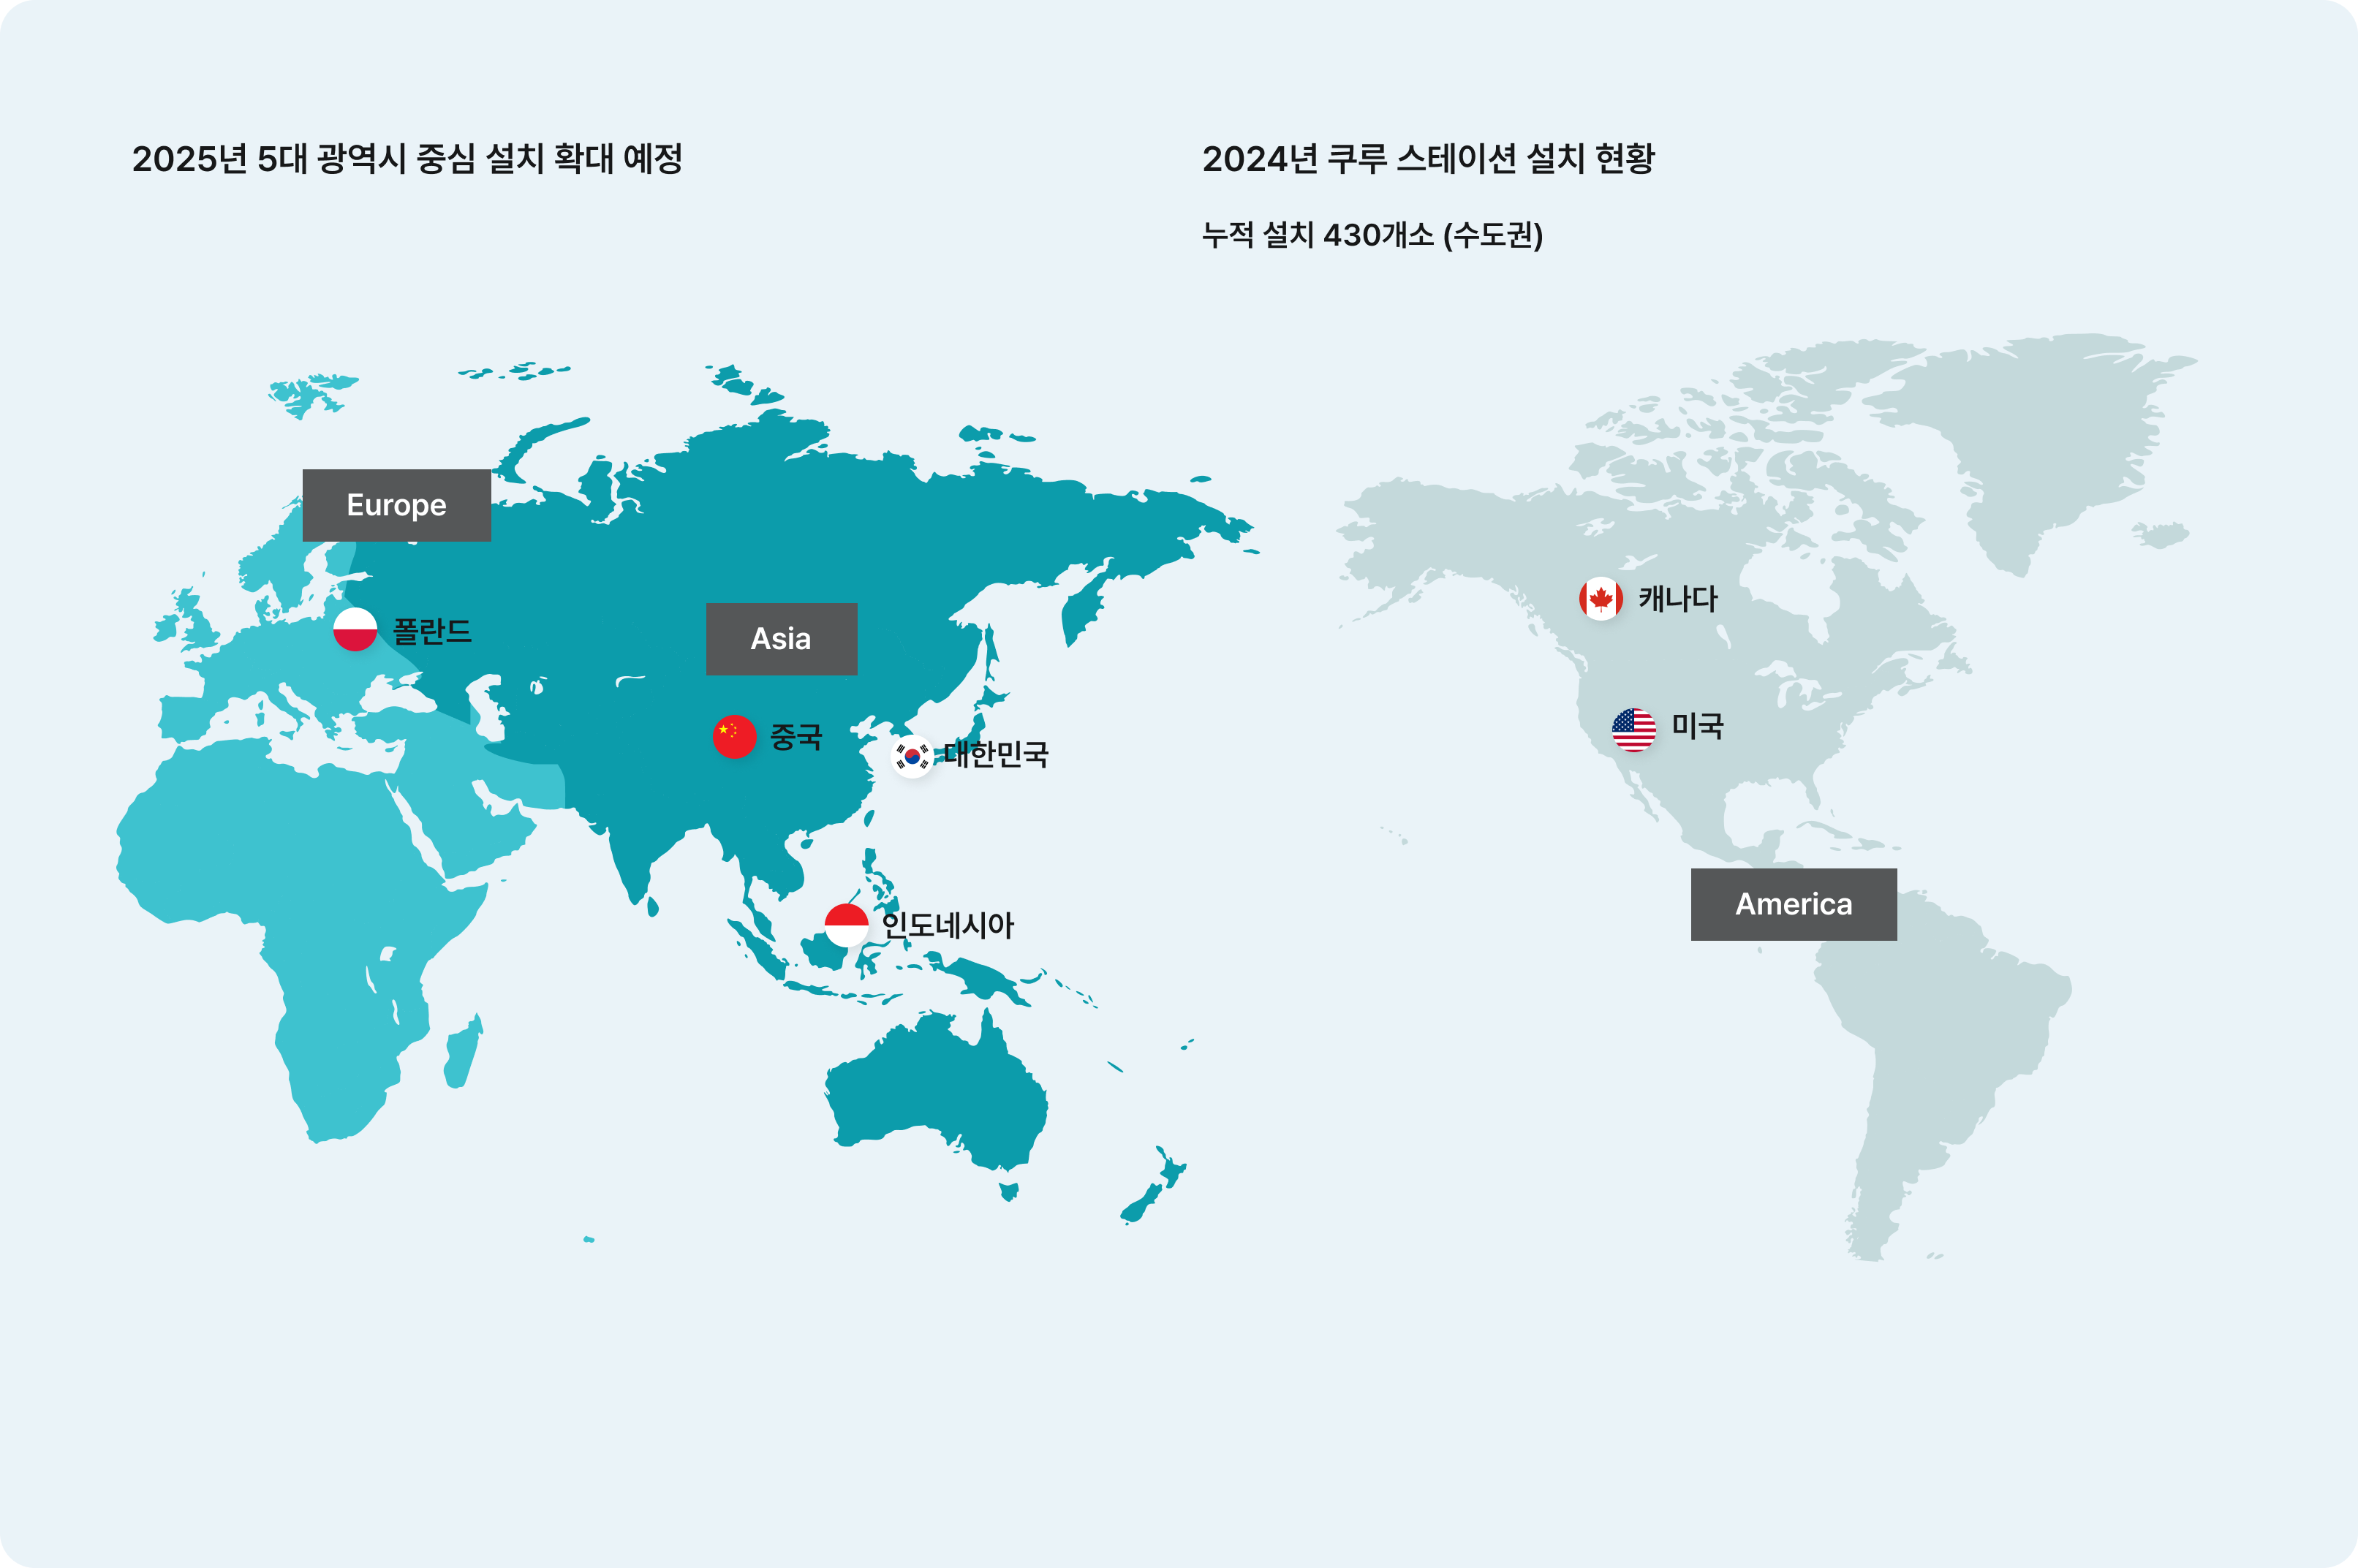 2025년 5대 광역시 중심 설치 확대 예정
2024년 쿠루 스테이션 설치 현황
누적 설치 430개소 (수도권)
Europe
폴란드
Asia
중국
대한민국
인도네시아
캐나다
미국
America